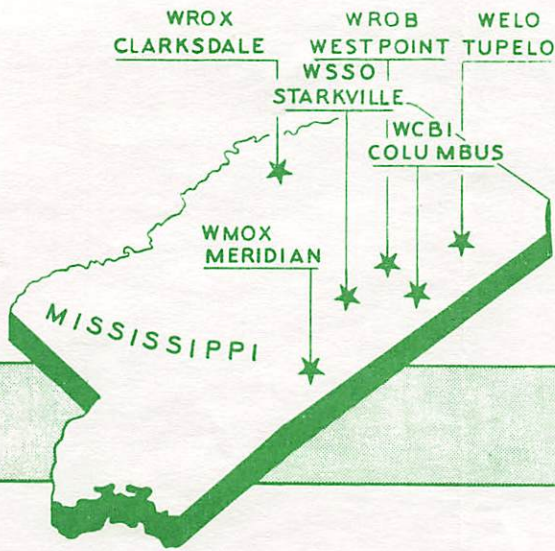 WROX
CLARKSDALE
WROB
WEST POINT
WELO
TUPELO
WSSO
STARKVILLE
WCBI
COLUMBUS
WMOX
MERIDIAN
MISSISSIPPI